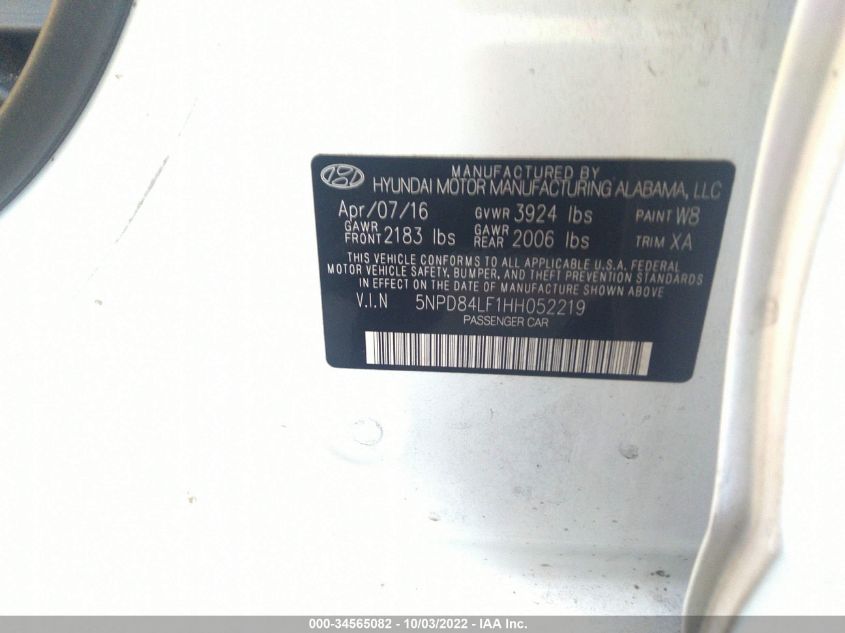 MANUFACTURED BY
HYUNDAI MOTOR MANUFACTURING ALABAMA, LLC
Apr/07/16 GVWR 3924 lbs PAINT W8
GAWR FRONT 2183 lbs GAWR REAR 2006 lbs TRIM XA
THIS VEHICLE CONFORMS TO ALL APPLICABLE U.S.A. FEDERAL
MOTOR VEHICLE SAFETY, BUMPER, AND THEFT PREVENTION STANDARDS
IN EFFECT ON THE DATE OF MANUFACTURE SHOWN ABOVE
V.I.N 5NPD84LF1HH052219
PASSENGER CAR
000-34565082 - 10/03/2022 - IAA Inc.